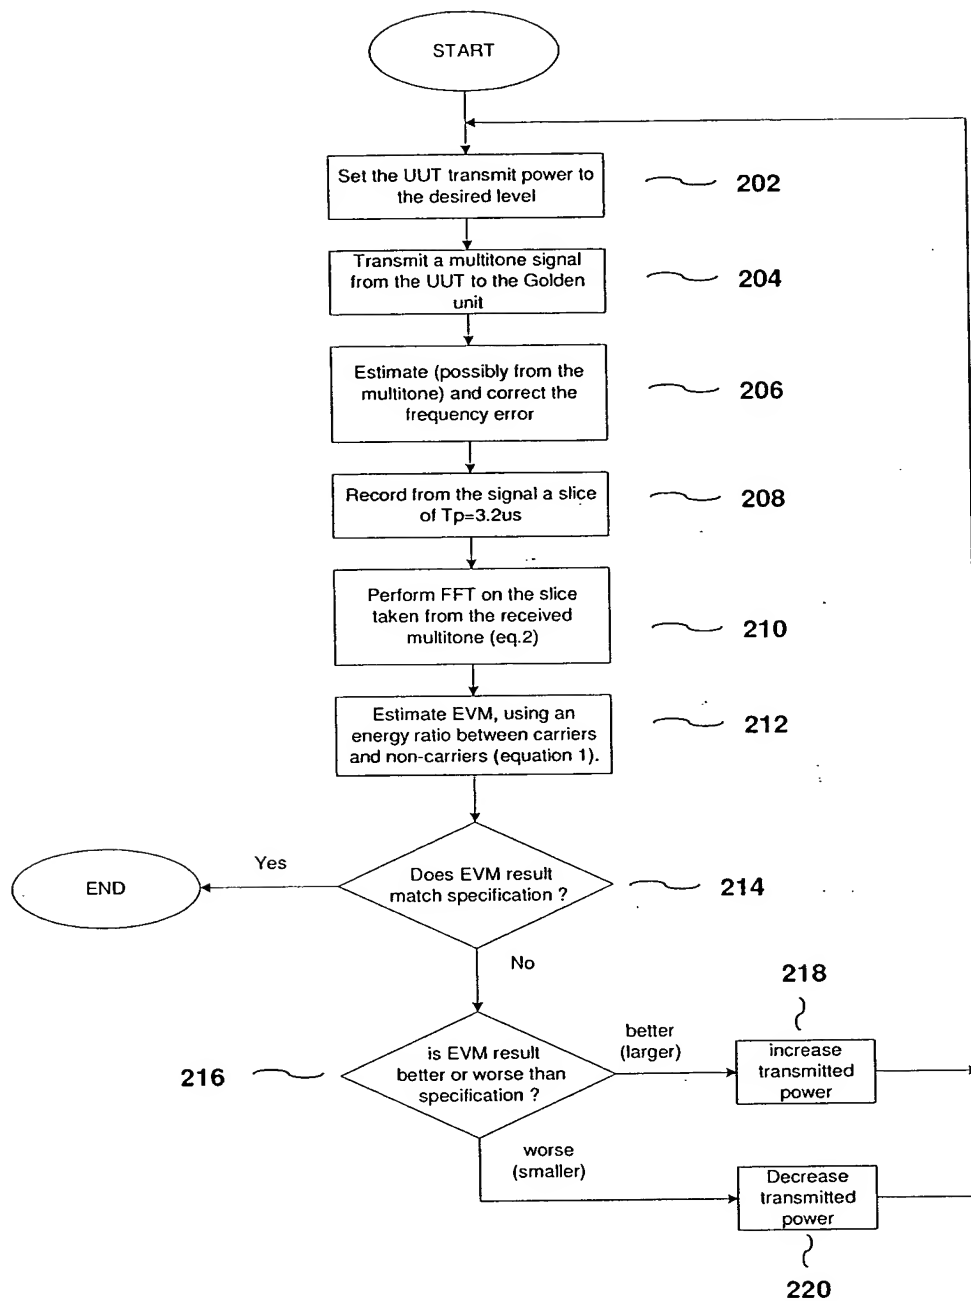 START
Set the UUT transmit power to
the desired level
202
Transmit a multitone signal
from the UUT to the Golden
unit
204
Estimate (possibly from the
multitone) and correct the
frequency error
206
Record from the signal a slice
of Tp=3.2us
208
Perform FFT on the slice
taken from the received
multitone (eq.2)
210
Estimate EVM, using an
energy ratio between carriers
and non-carriers (equation 1).
212
Does EVM result
match specification ?
214
Yes
END
No
is EVM result
better or worse than
specification ?
216
better
(larger)
218
increase
transmitted
power
worse
(smaller)
Decrease
transmitted
power
220